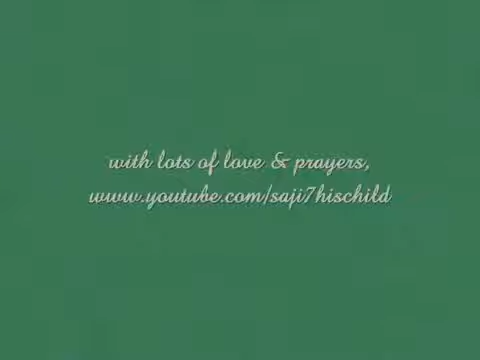 with lots of love & prayers,
www.youtube.com/saji7hischild